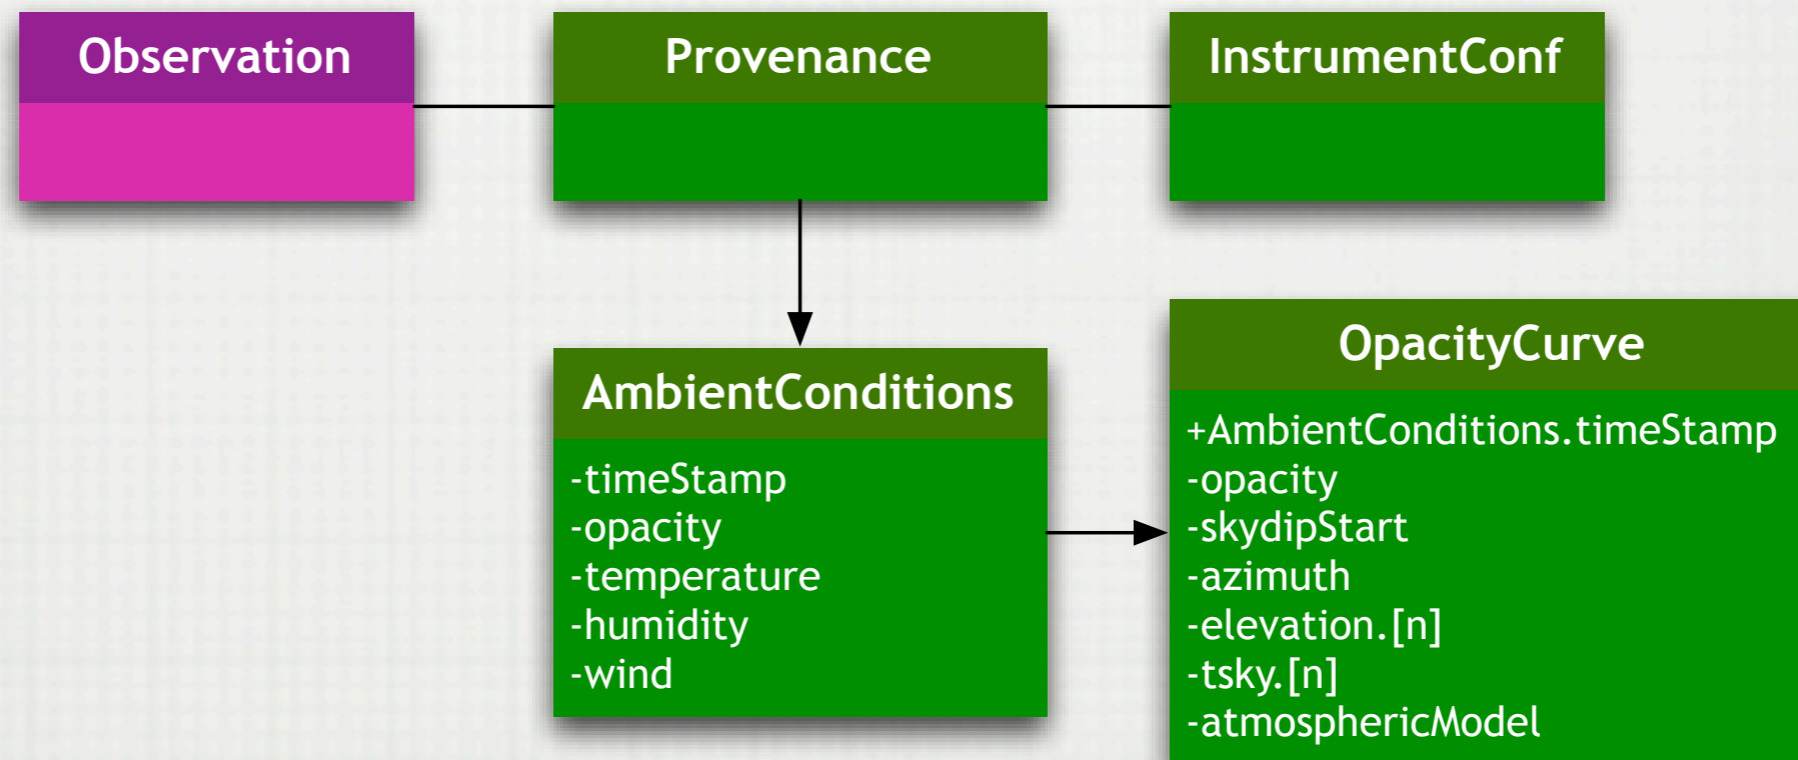 Observation
Provenance
InstrumentConf
AmbientConditions
-timeStamp
-opacity
-temperature
-humidity
-wind
OpacityCurve
+AmbientConditions.timeStamp
-opacity
-skydipStart
-azimuth
-elevation.[n]
-tsky.[n]
-atmosphericModel